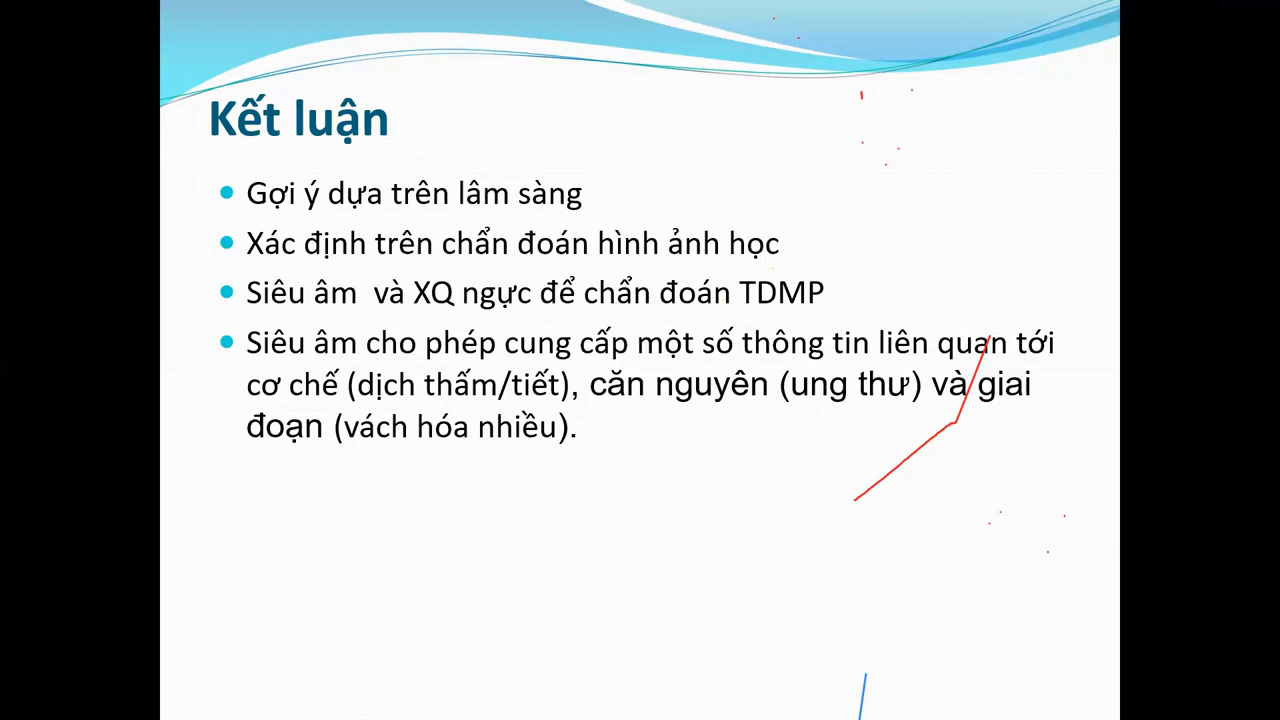 Kết luận
Gợi ý dựa trên lâm sàng
Xác định trên chẩn đoán hình ảnh học
Siêu âm và XQ ngực để chẩn đoán TDMP
Siêu âm cho phép cung cấp một số thông tin liên quan tới
cơ chế (dịch thấm/tiết), căn nguyên (ung thư) và giai
đoạn (vách hóa nhiều).